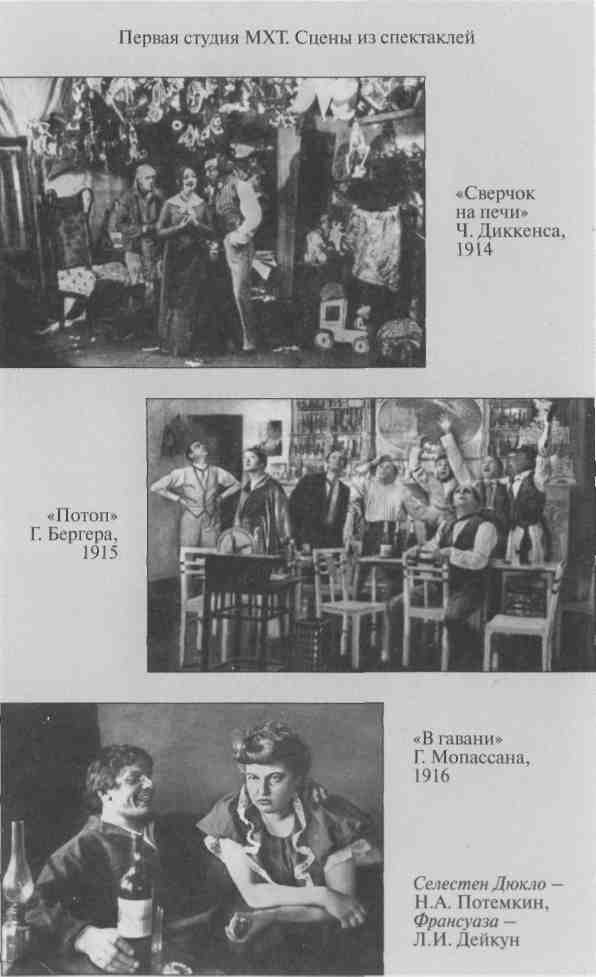 Первая студия МХТ. Сцены из спектаклей
«Сверчок
на печи»
Ч. Диккенса,
1914
«Потоп»
Г. Бергера,
1915
«В гавани»
Г. Мопассана,
1916
Селестен Дюкло –
Н.А. Потемкин,
Франсуаза –
Л.И. Дейкун